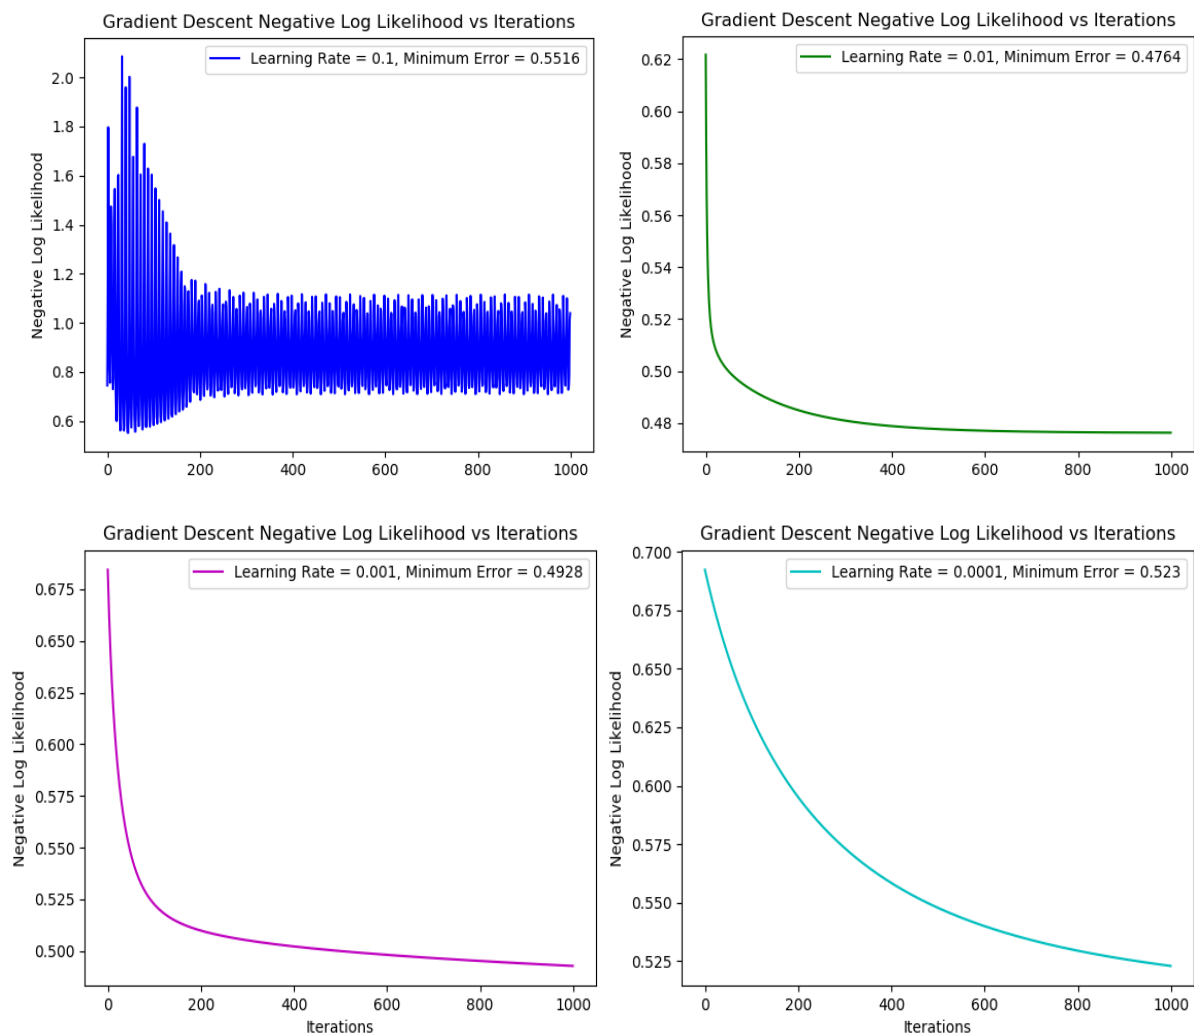 Gradient Descent Negative Log Likelihood vs Iterations
Learning Rate = 0.1, Minimum Error = 0.5516
Negative Log Likelihood
2.0
1.8
1.6
1.4
1.2
1.0
0.8
0.6
0 200 400 600 800 1000
Gradient Descent Negative Log Likelihood vs Iterations
Learning Rate = 0.01, Minimum Error = 0.4764
Negative Log Likelihood
0.62
0.60
0.58
0.56
0.54
0.52
0.50
0.48
0 200 400 600 800 1000
Gradient Descent Negative Log Likelihood vs Iterations
Learning Rate = 0.001, Minimum Error = 0.4928
Negative Log Likelihood
0.675
0.650
0.625
0.600
0.575
0.550
0.525
0.500
0 200 400 600 800 1000
Iterations
Gradient Descent Negative Log Likelihood vs Iterations
Learning Rate = 0.0001, Minimum Error = 0.523
Negative Log Likelihood
0.700
0.675
0.650
0.625
0.600
0.575
0.550
0.525
0 200 400 600 800 1000
Iterations